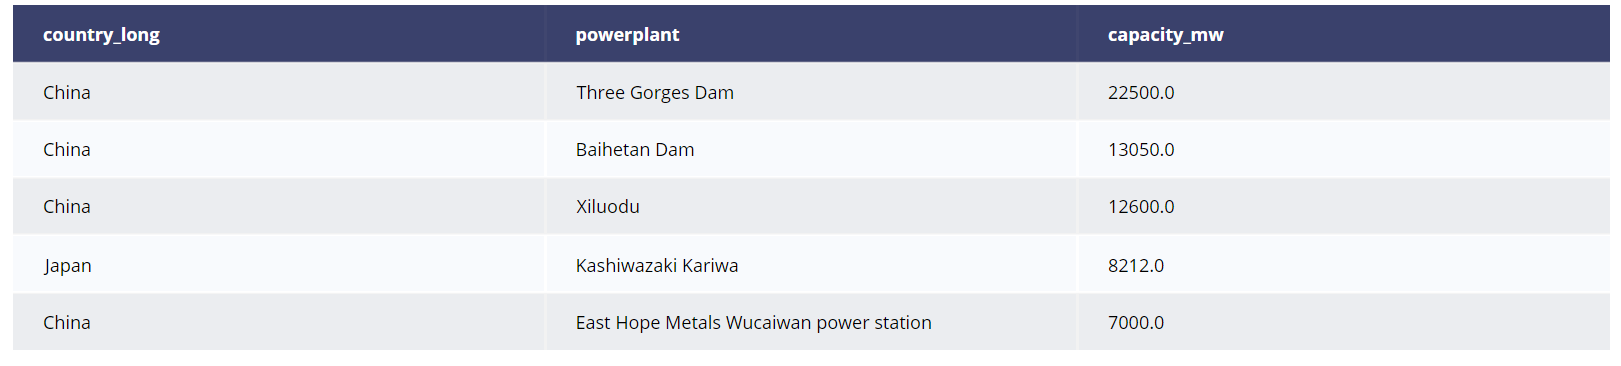 country_long powerplant capacity_mw
China Three Gorges Dam 22500.0
China Baihetan Dam 13050.0
China Xiluodu 12600.0
Japan Kashiwazaki Kariwa 8212.0
China East Hope Metals Wucaiwan power station 7000.0